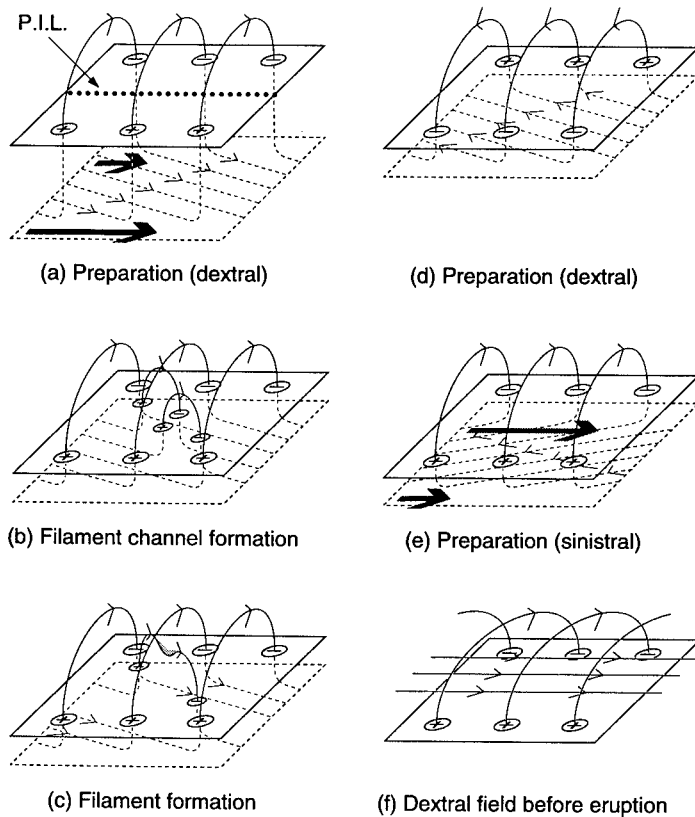 P.I.L.
(a) Preparation (dextral)
(d) Preparation (dextral)
(b) Filament channel formation
(e) Preparation (sinistral)
(c) Filament formation
(f) Dextral field before eruption